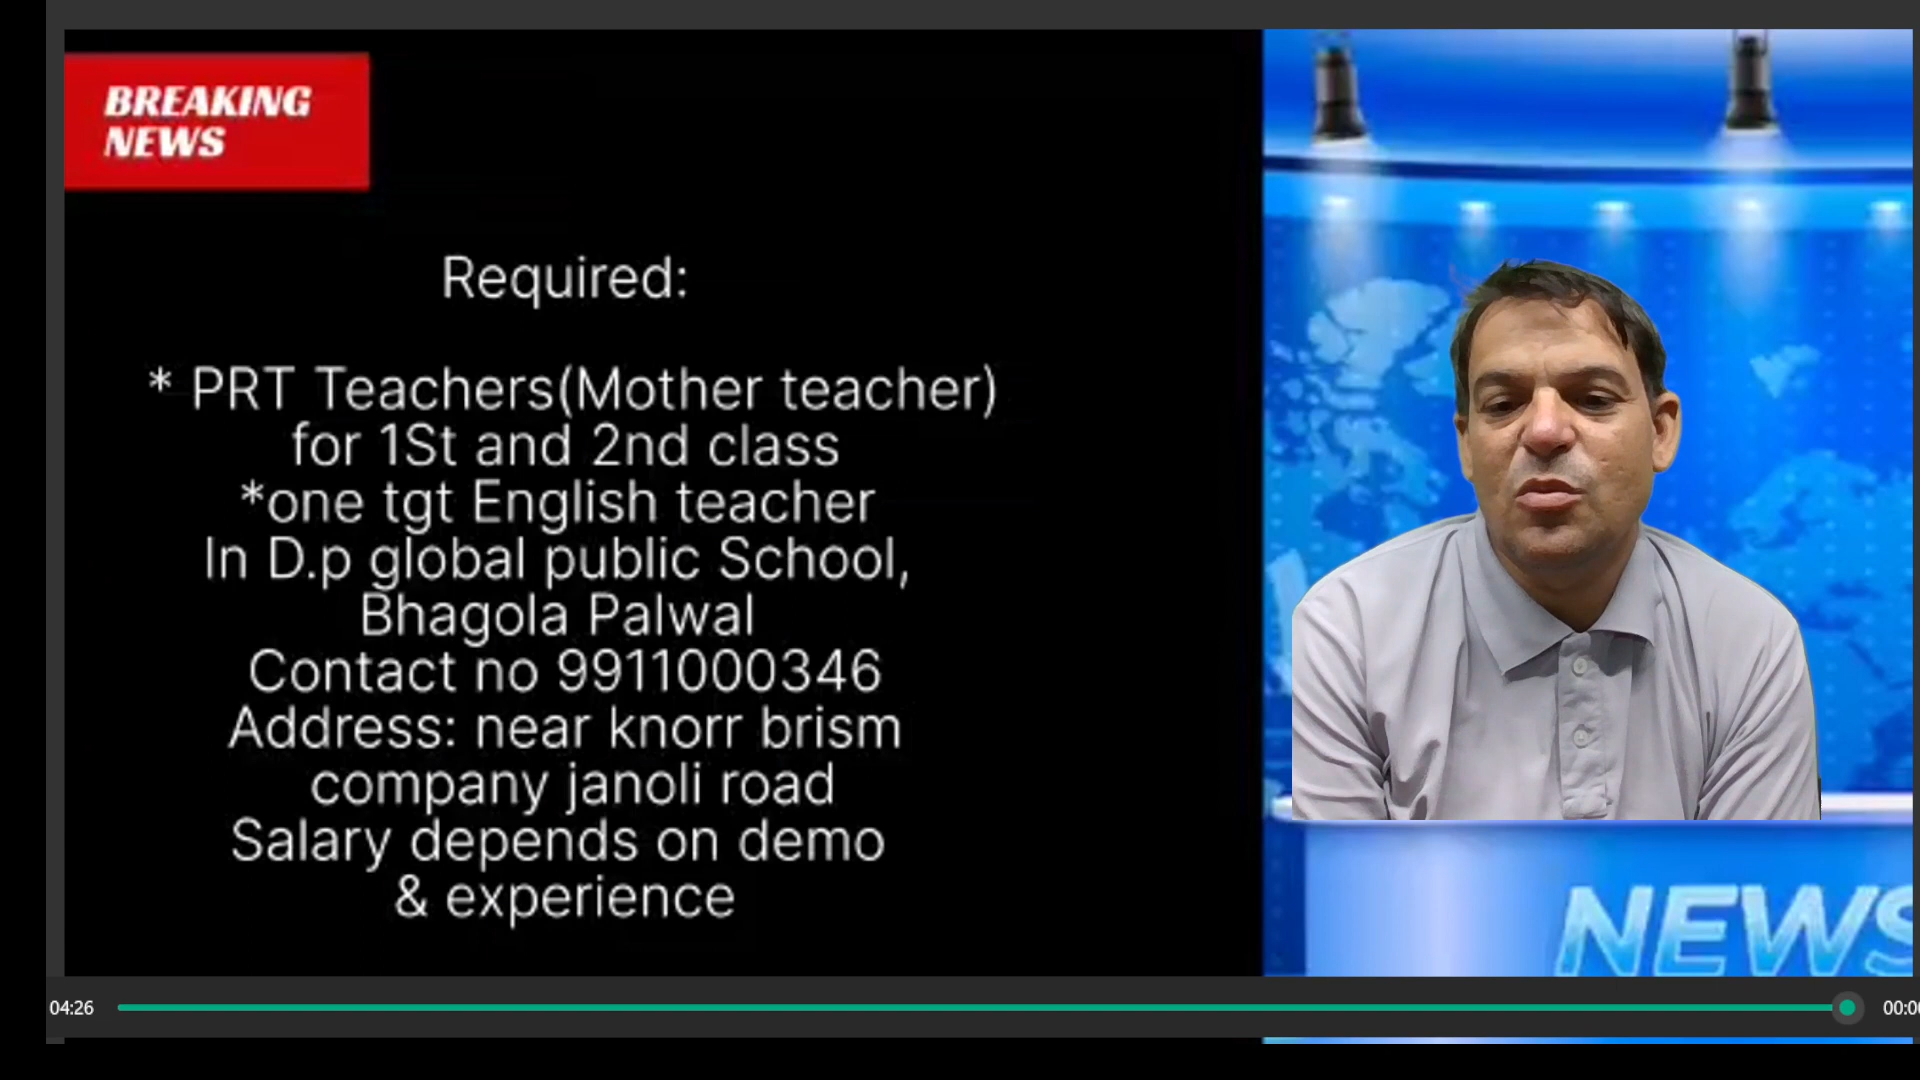 BREAKING
NEWS
Required:
* PRT Teachers(Mother teacher)
for 1St and 2nd class
*one tgt English teacher
In D.p global public School,
Bhagola Palwal
Contact no 9911000346
Address: near knorr brism
company janoli road
Salary depends on demo
& experience
NEWS
04:26